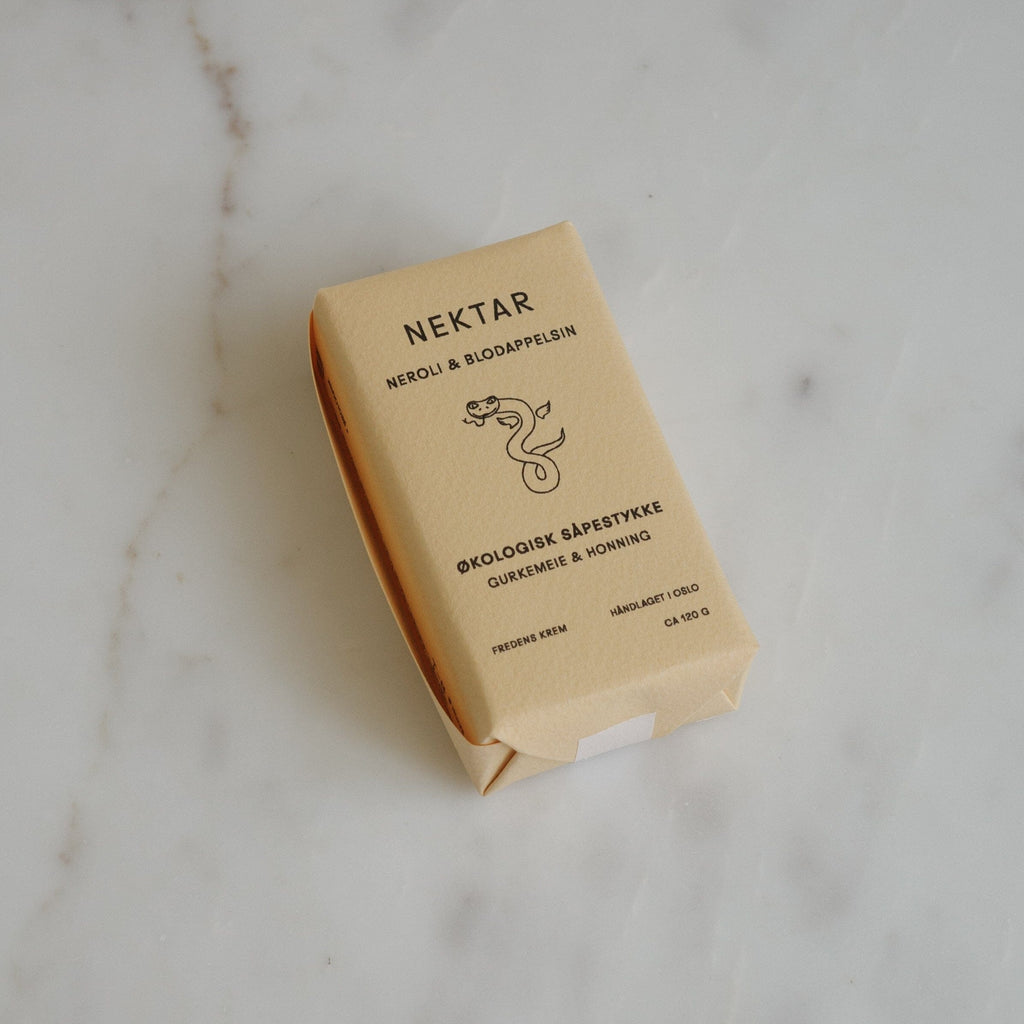 NEKTAR
NEROLI & BLODAPPELSIN
ØKOLOGISK SÅPESTYKKE
GURKEMEIE & HONNING
FREDENS KREM
HÅNDLAGET I OSLO
CA 120 G